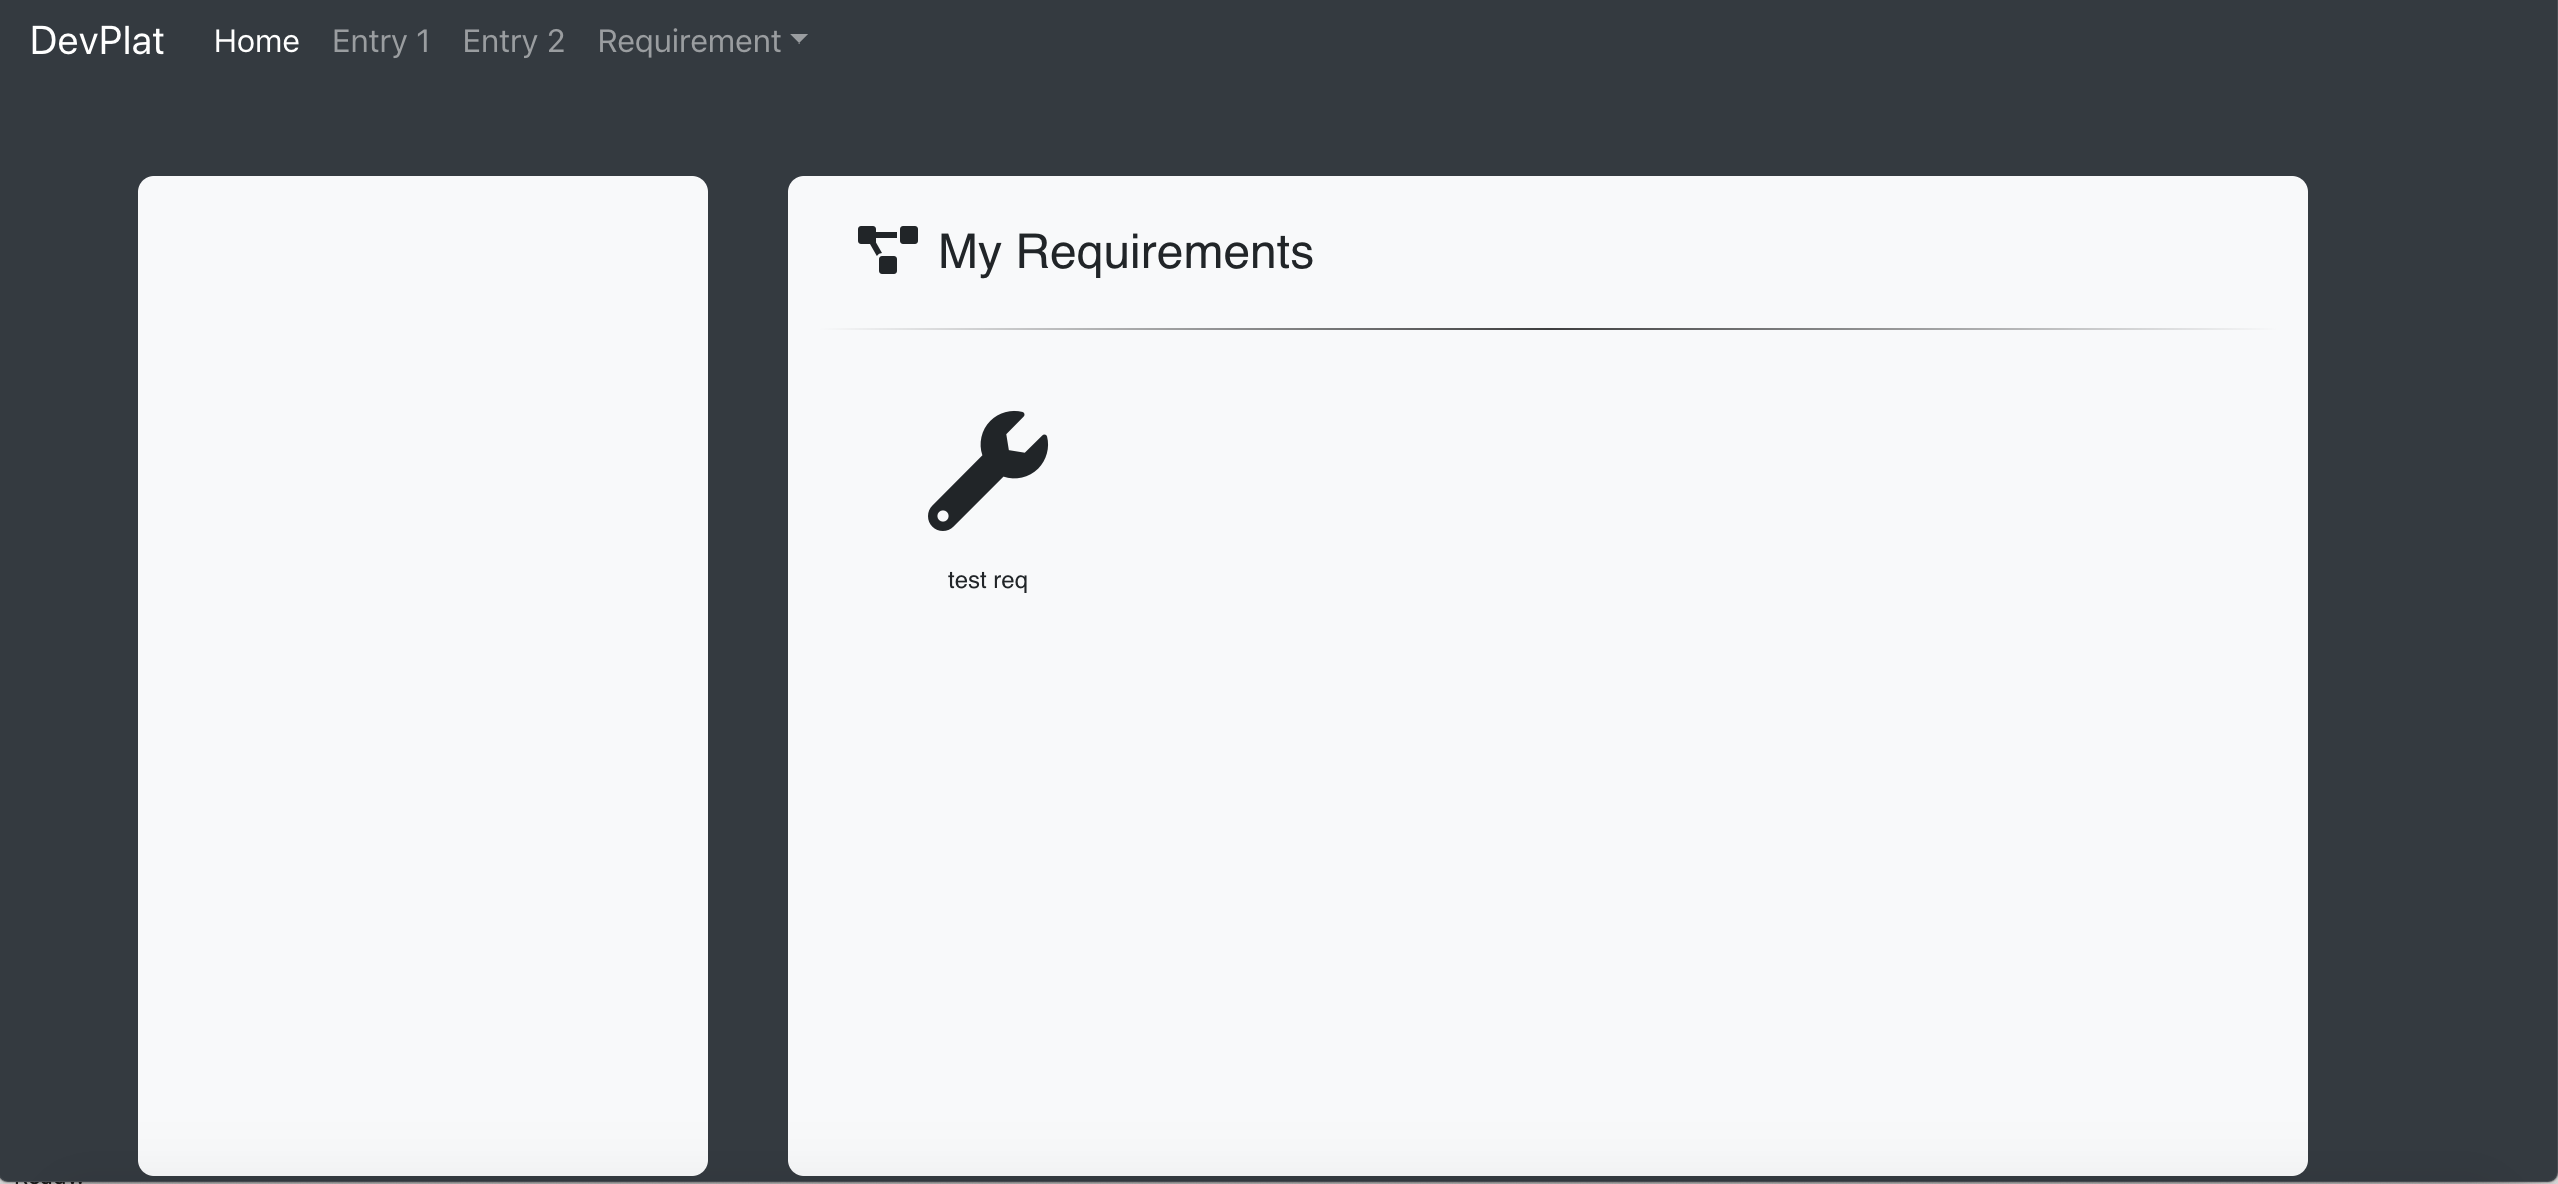 DevPlat Home Entry 1 Entry 2 Requirement
My Requirements
test req